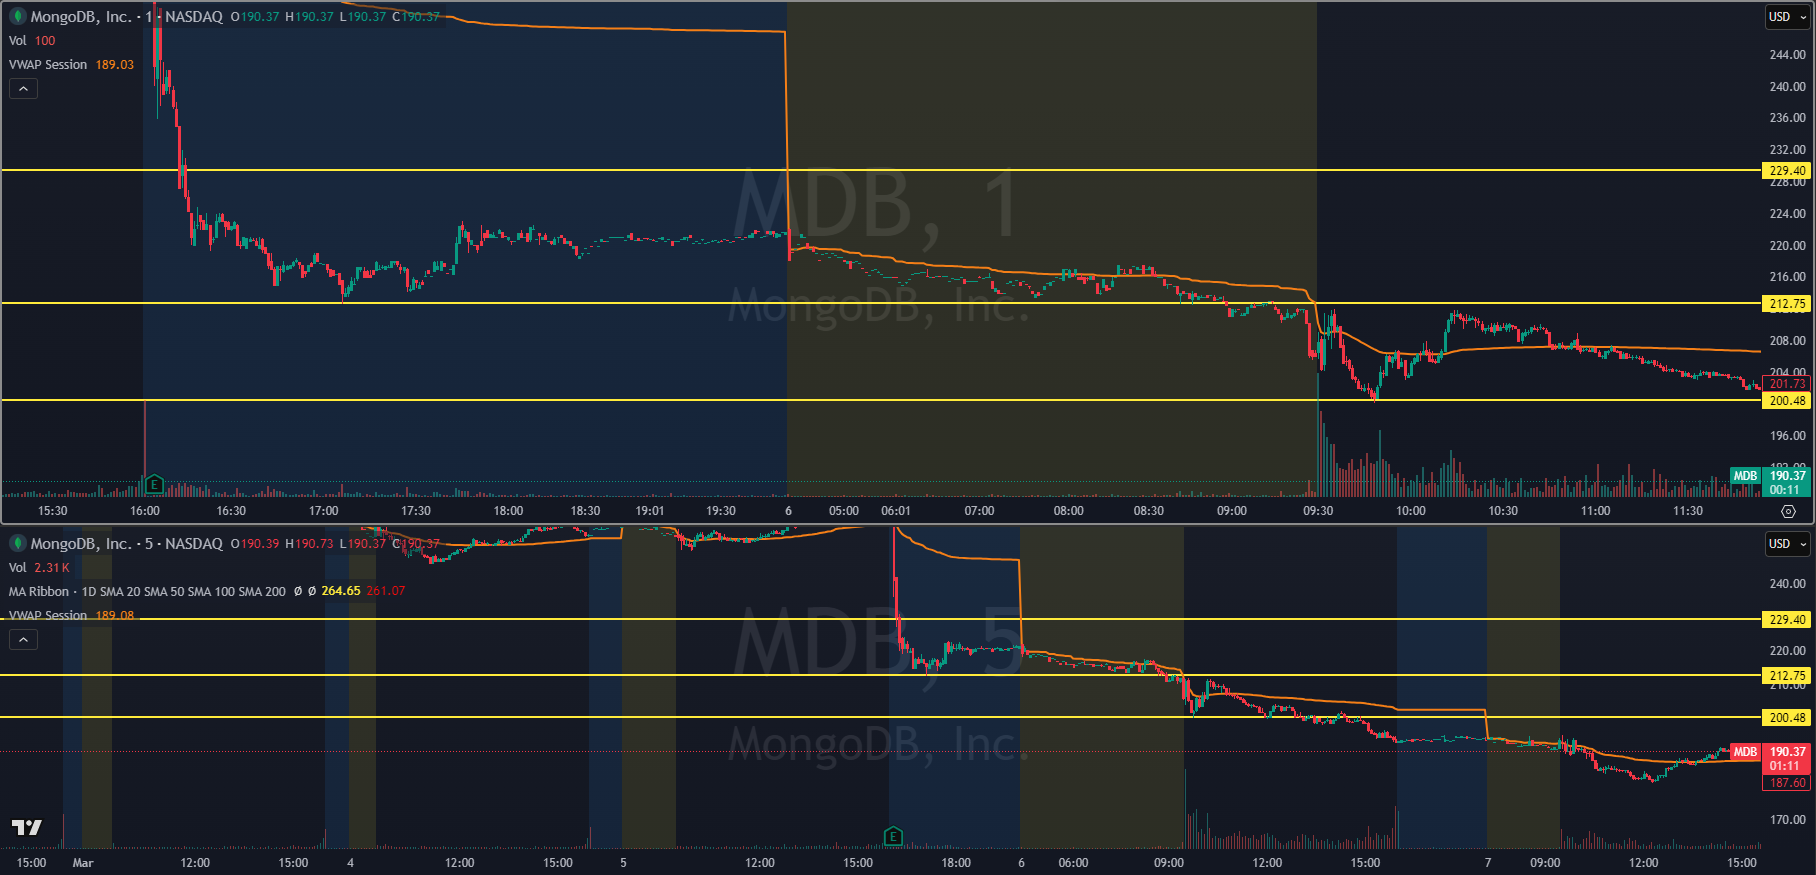 MongoDB, Inc. · 1 · NASDAQ O190.37 H190.37 L190.37 C190.37
Vol 100
VWAP Session 189.03
USD
244.00
240.00
236.00
232.00
229.40
228.00
224.00
220.00
216.00
212.75
208.00
204.00
201.73
200.48
196.00
MDB 190.37
00:11
MDB, 1
MongoDB, Inc.
E
15:30 16:00 16:30 17:00 17:30 18:00 18:30 19:01 19:30 6 05:00 06:01 07:00 08:00 08:30 09:00 09:30 10:00 10:30 11:00 11:30
MongoDB, Inc. · 5 · NASDAQ O190.39 H190.73 L190.37 C190.37
Vol 2.31K
MA Ribbon · 1D SMA 20 SMA 50 SMA 100 SMA 200 Ø Ø 264.65 261.07
VWAP Session 189.08
USD
240.00
229.40
220.00
212.75
210.00
200.48
MDB 190.37
01:11
187.60
170.00
MDB, 5
MongoDB, Inc.
E
15:00 Mar 12:00 15:00 4 12:00 15:00 5 12:00 15:00 18:00 6 06:00 09:00 12:00 15:00 7 09:00 12:00 15:00